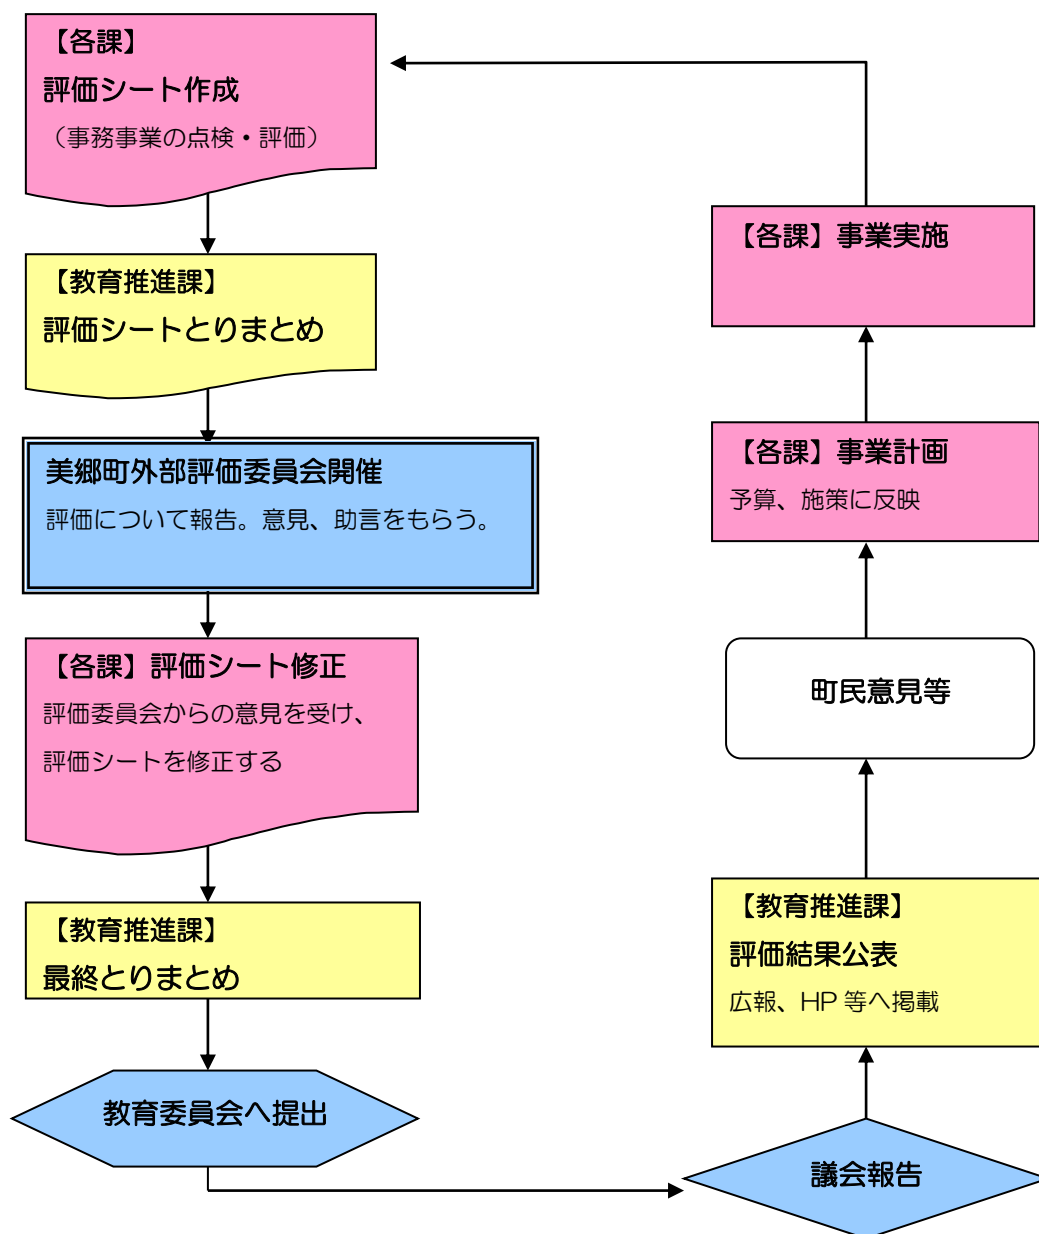 【各課】
評価シート作成
（事務事業の点検・評価）
【教育推進課】
評価シートとりまとめ
美郷町外部評価委員会開催
評価について報告。意見、助言をもらう。
【各課】評価シート修正
評価委員会からの意見を受け、
評価シートを修正する
【教育推進課】
最終とりまとめ
教育委員会へ提出
議会報告
【教育推進課】
評価結果公表
広報、HP 等へ掲載
町民意見等
【各課】事業計画
予算、施策に反映
【各課】事業実施